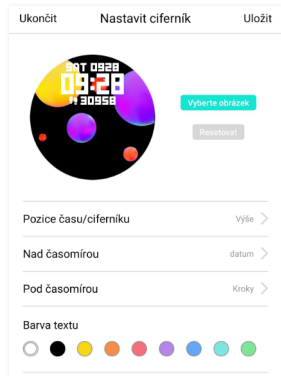 Ukončit
Nastavit ciferník
Uložit
SAT 0928
09:28
30958
Vyberte obrázek
Resetovat
Pozice času/ciferníku
Výše
Nad časomírou
datum
Pod časomírou
Kroky
Barva textu